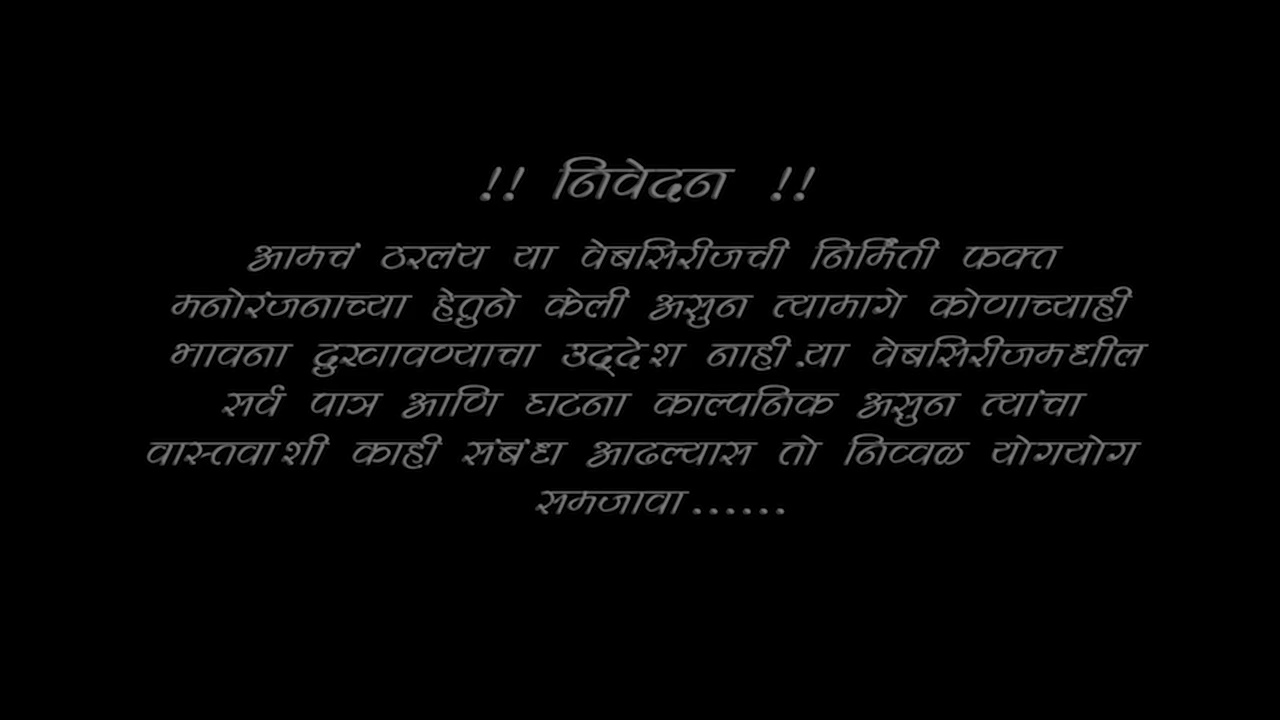 !! निवेदन !!
आमचं ठरलंय या वेबसिरीजची निर्मिती फक्त
मनोरंजनाच्या हेतुने केली असुन त्यामागे कोणाच्याही
भावना दुखावण्याचा उद्देश नाही.या वेबसिरीजमधील
सर्व पात्र आणि घटना काल्पनिक असुन त्यांचा
वास्तवाशी काही संबंध आढल्यास तो निव्वळ योगयोग
समजावा......